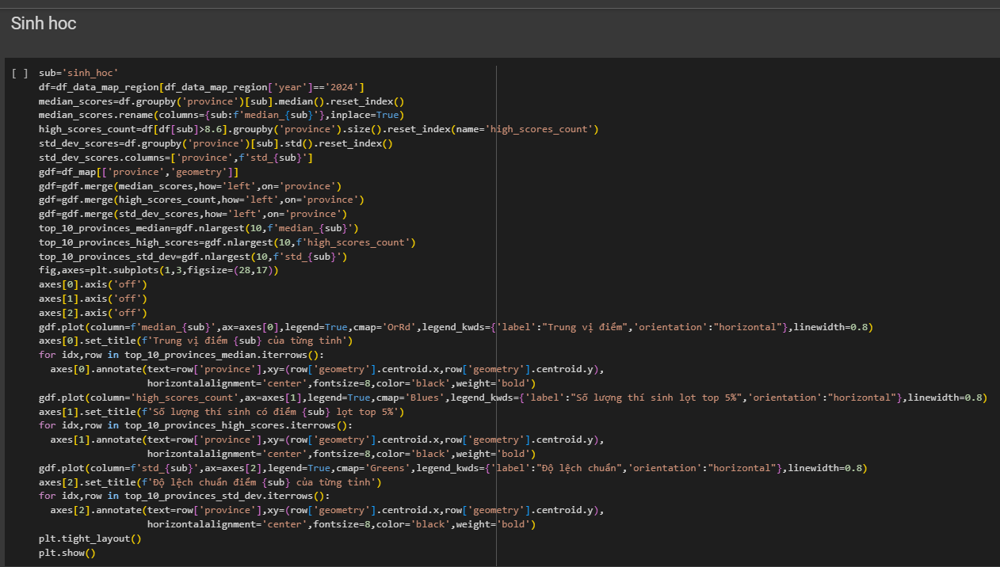 Sinh hoc
[ ] sub='sinh_hoc'
df=df_data_map_region[df_data_map_region['year']=='2024']
median_scores=df.groupby('province')[sub].median().reset_index()
median_scores.rename(columns={sub:f'median_{sub}'},inplace=True)
high_scores_count=df[df[sub]>8.6].groupby('province').size().reset_index(name='high_scores_count')
std_dev_scores=df.groupby('province')[sub].std().reset_index()
std_dev_scores.columns=['province',f'std_{sub}']
gdf=df_map[['province','geometry']]
gdf=gdf.merge(median_scores,how='left',on='province')
gdf=gdf.merge(high_scores_count,how='left',on='province')
gdf=gdf.merge(std_dev_scores,how='left',on='province')
top_10_provinces_median=gdf.nlargest(10,f'median_{sub}')
top_10_provinces_high_scores=gdf.nlargest(10,f'high_scores_count')
top_10_provinces_std_dev=gdf.nlargest(10,f'std_{sub}')
fig,axes=plt.subplots(1,3,figsize=(28,17))
axes[0].axis('off')
axes[1].axis('off')
axes[2].axis('off')
gdf.plot(column=f'median_{sub}',ax=axes[0],legend=True,cmap='OrRd',legend_kwds={'label':"Trung vị điểm",'orientation':"horizontal"},linewidth=0.8)
axes[0].set_title(f'Trung vị điểm {sub} của từng tỉnh')
for idx,row in top_10_provinces_median.iterrows():
  axes[0].annotate(text=row['province'],xy=(row['geometry'].centroid.x,row['geometry'].centroid.y),
                   horizontalalignment='center',fontsize=8,color='black',weight='bold')
gdf.plot(column='high_scores_count',ax=axes[1],legend=True,cmap='Blues',legend_kwds={'label':"Số lượng thí sinh lọt top 5%",'orientation':"horizontal"},linewidth=0.8)
axes[1].set_title(f'Số lượng thí sinh có điểm {sub} lọt top 5%')
for idx,row in top_10_provinces_high_scores.iterrows():
  axes[1].annotate(text=row['province'],xy=(row['geometry'].centroid.x,row['geometry'].centroid.y),
                   horizontalalignment='center',fontsize=8,color='black',weight='bold')
gdf.plot(column=f'std_{sub}',ax=axes[2],legend=True,cmap='Greens',legend_kwds={'label':"Độ lệch chuẩn",'orientation':"horizontal"},linewidth=0.8)
axes[2].set_title(f'Độ lệch chuẩn điểm {sub} của từng tỉnh')
for idx,row in top_10_provinces_std_dev.iterrows():
  axes[2].annotate(text=row['province'],xy=(row['geometry'].centroid.x,row['geometry'].centroid.y),
                   horizontalalignment='center',fontsize=8,color='black',weight='bold')
plt.tight_layout()
plt.show()